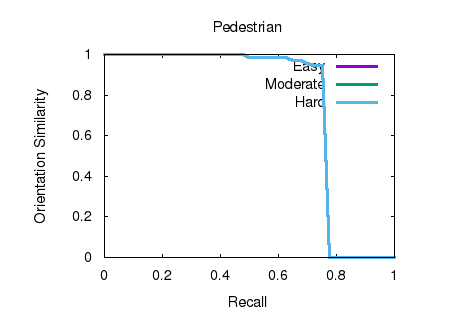 Pedestrian
1
0.8
0.6
0.4
0.2
0
Orientation Similarity
Easy
Moderate
Hard
0 0.2 0.4 0.6 0.8 1
Recall